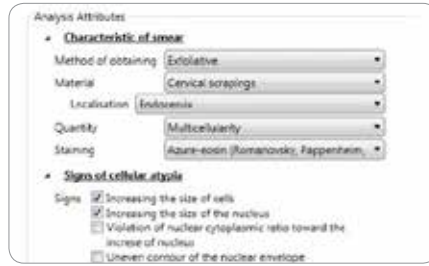 Analysis Attributes
Characteristic of smear
Method of obtaining Exfoliative
Material Cervical scrapings
Localisation Endocervix
Quantity Multicellularity
Staining Azure-eosin (Romanovsky, Pappenheim,
Signs of cellular atypia
Signs Increasing the size of cells
Increasing the size of the nucleus
Violation of nuclear cytoplasmic ratio toward the
increse of nucleus
Uneven contour of the nuclear envelope